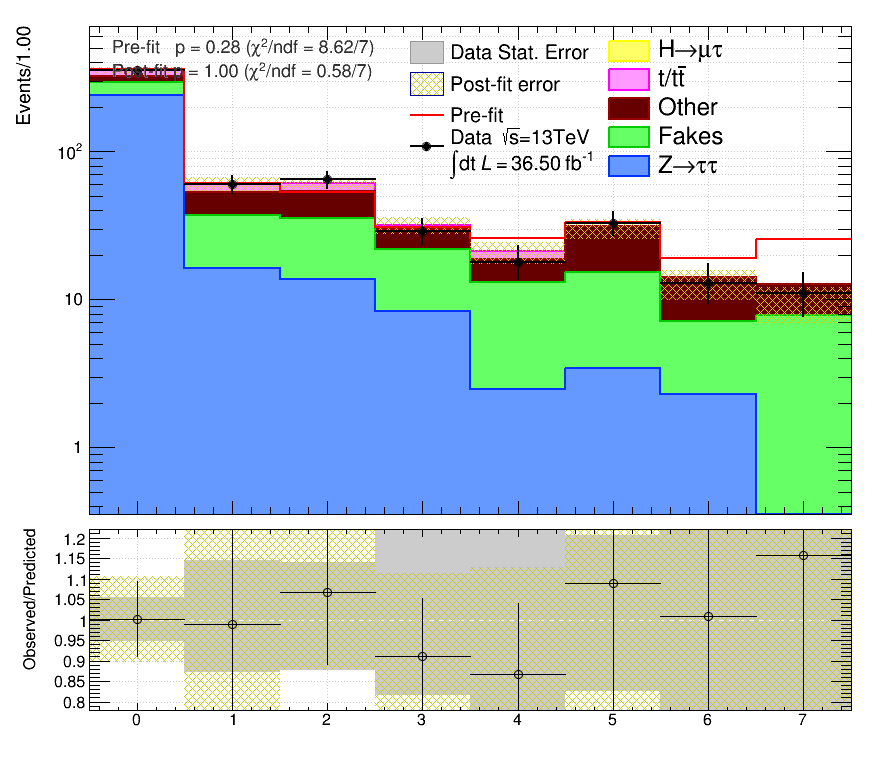 Events/1.00
Pre-fit p = 0.28 (χ²/ndf = 8.62/7)
Post-fit p = 1.00 (χ²/ndf = 0.58/7)
Data Stat. Error
Post-fit error
Pre-fit
Data √s=13TeV
∫dt L = 36.50 fb⁻¹
H→μτ
t/tt̄
Other
Fakes
Z→ττ
10²
10
1
Observed/Predicted
1.2
1.15
1.1
1.05
1
0.95
0.9
0.85
0.8
0 1 2 3 4 5 6 7